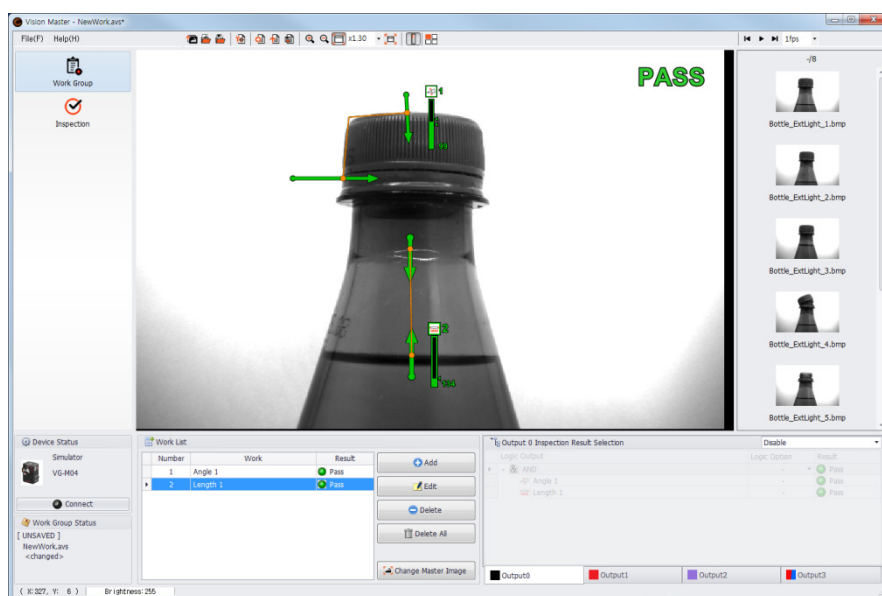 Vision Master - NewWork.avs*
File(F) Help(H)
x1.30
1fps
Work Group
Inspection
PASS
1
99
2
104
-/8
Bottle_ExtLight_1.bmp
Bottle_ExtLight_2.bmp
Bottle_ExtLight_3.bmp
Bottle_ExtLight_4.bmp
Bottle_ExtLight_5.bmp
Device Status
Simulator
VG-M04
Connect
Work Group Status
[ UNSAVED ]
NewWork.avs
<changed>
Work List
Number Work Result
1 Angle 1 Pass
2 Length 1 Pass
Add
Edit
Delete
Delete All
Change Master Image
Output 0 Inspection Result Selection Disable
Logic Output Logic Option Result
AND - Pass
Angle 1 - Pass
Length 1 - Pass
Output0 Output1 Output2 Output3
( X:327, Y: 6 ) Brightness:255